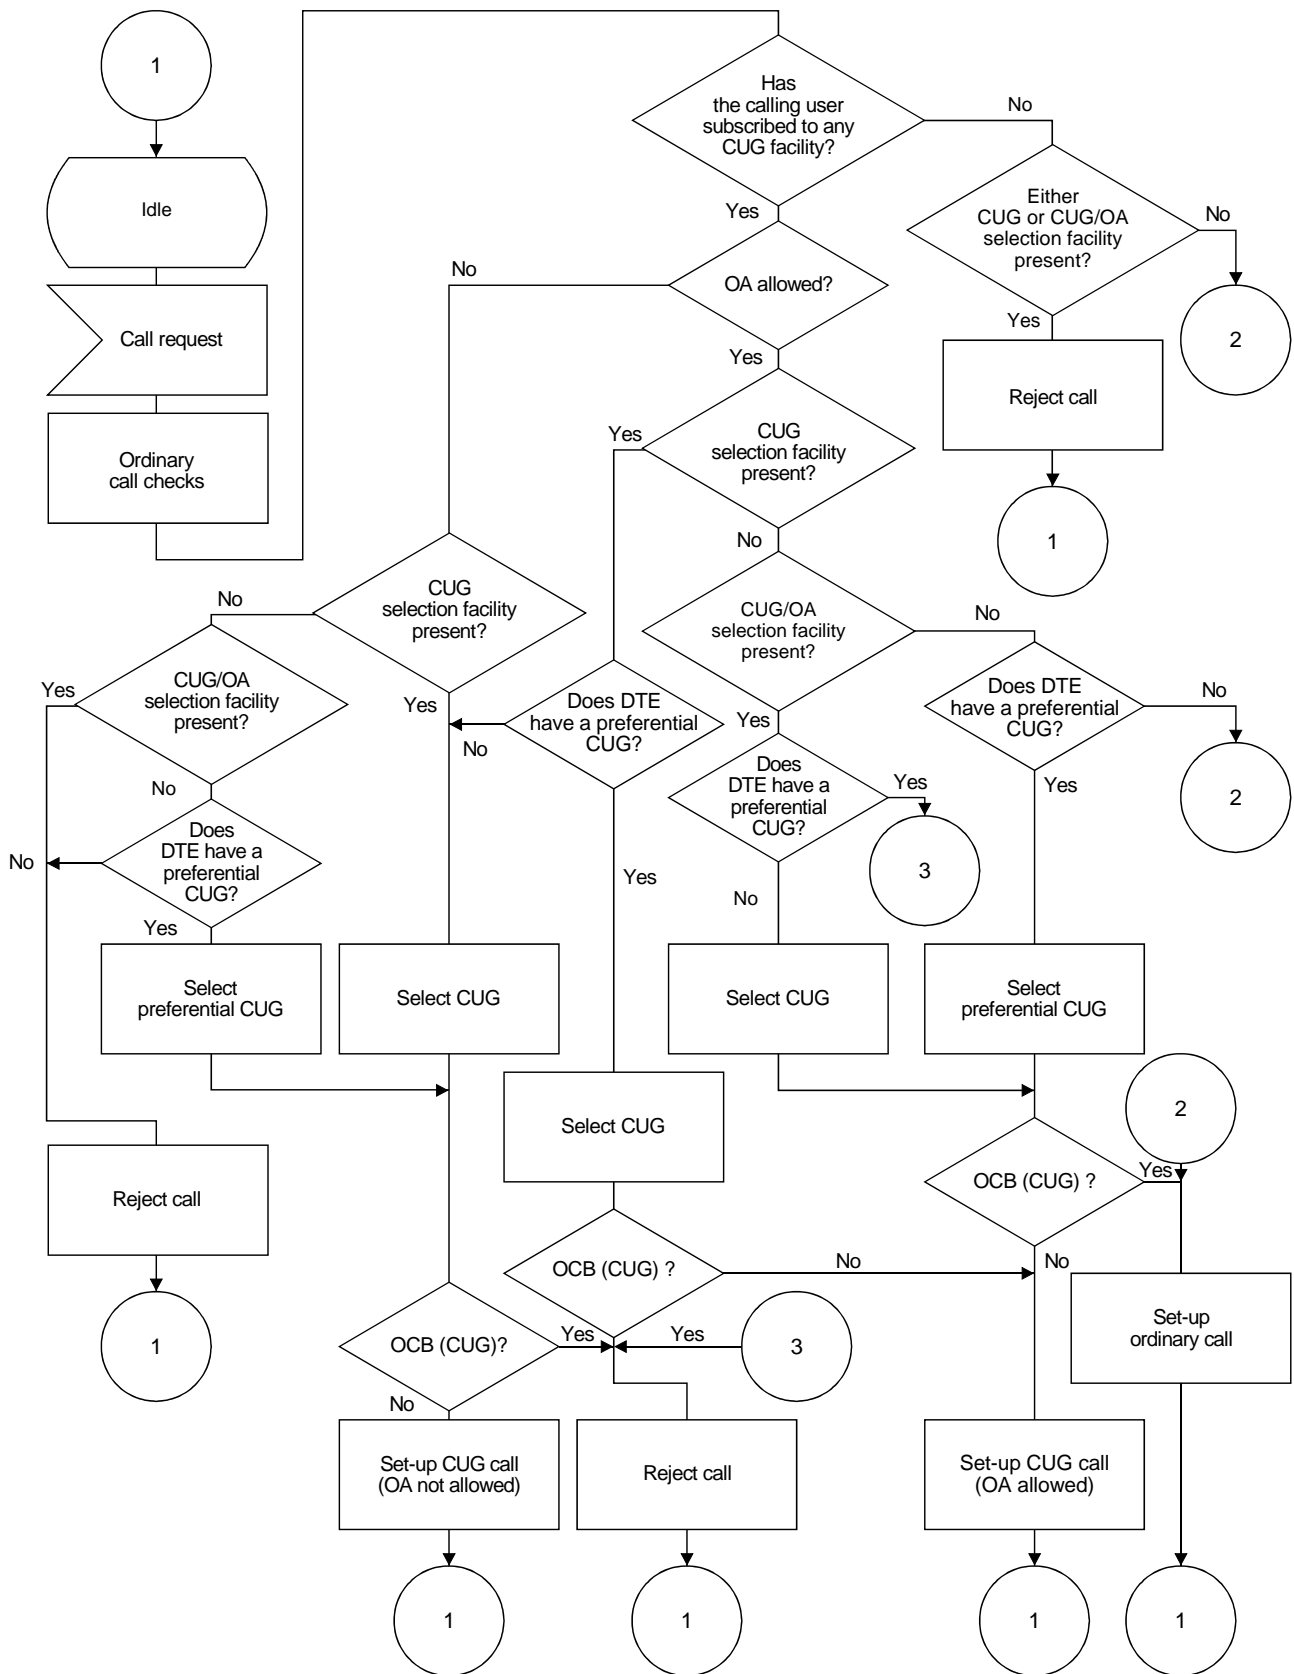 1
Has
the calling user
subscribed to any
CUG facility?
No
Idle
Yes
Either
CUG or CUG/OA
selection facility
present?
No
No
OA allowed?
Call request
Yes
Yes
2
Reject call
Yes
CUG
selection facility
present?
Ordinary
call checks
No
1
No
CUG
selection facility
present?
CUG/OA
selection facility
present?
No
Yes
CUG/OA
selection facility
present?
Yes
Does DTE
have a preferential
CUG?
No
Yes
Does DTE
have a preferential
CUG?
No
No
Does
DTE have a
preferential
CUG?
Yes
Yes
2
No
Does
DTE have a
preferential
CUG?
3
Yes
No
Yes
Select
preferential CUG
Select CUG
Select CUG
Select
preferential CUG
2
Select CUG
Yes
OCB (CUG) ?
Reject call
No
No
OCB (CUG) ?
Set-up
ordinary call
1
OCB (CUG)?
Yes
Yes
3
No
Set-up CUG call
(OA not allowed)
Reject call
Set-up CUG call
(OA allowed)
1
1
1
1